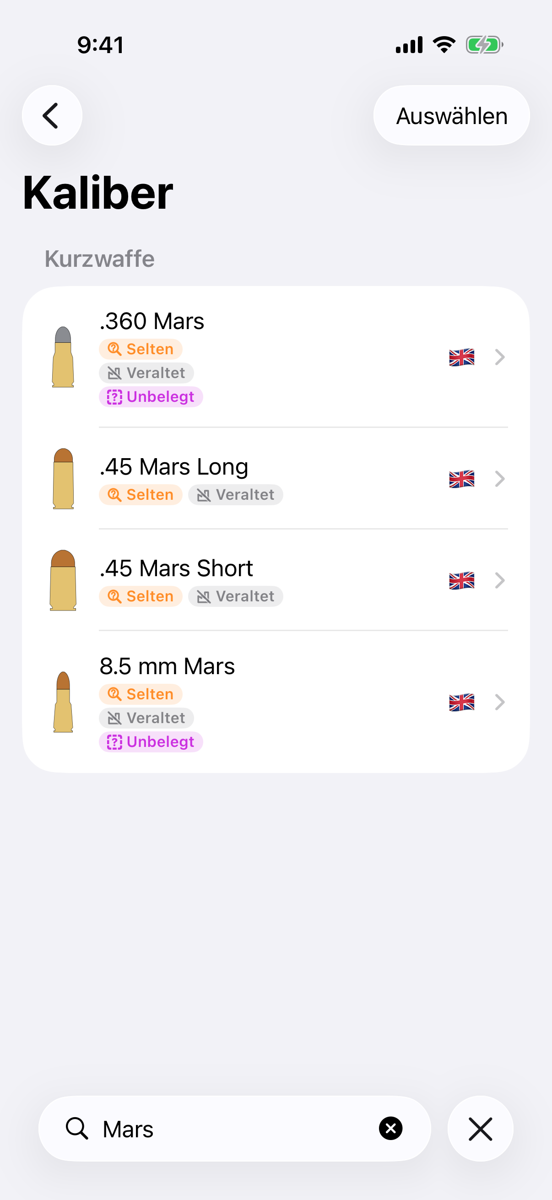 9:41
Auswählen
Kaliber
Kurzwaffe
.360 Mars
Selten
Veraltet
Unbelegt
.45 Mars Long
Selten Veraltet
.45 Mars Short
Selten Veraltet
8.5 mm Mars
Selten
Veraltet
Unbelegt
Mars